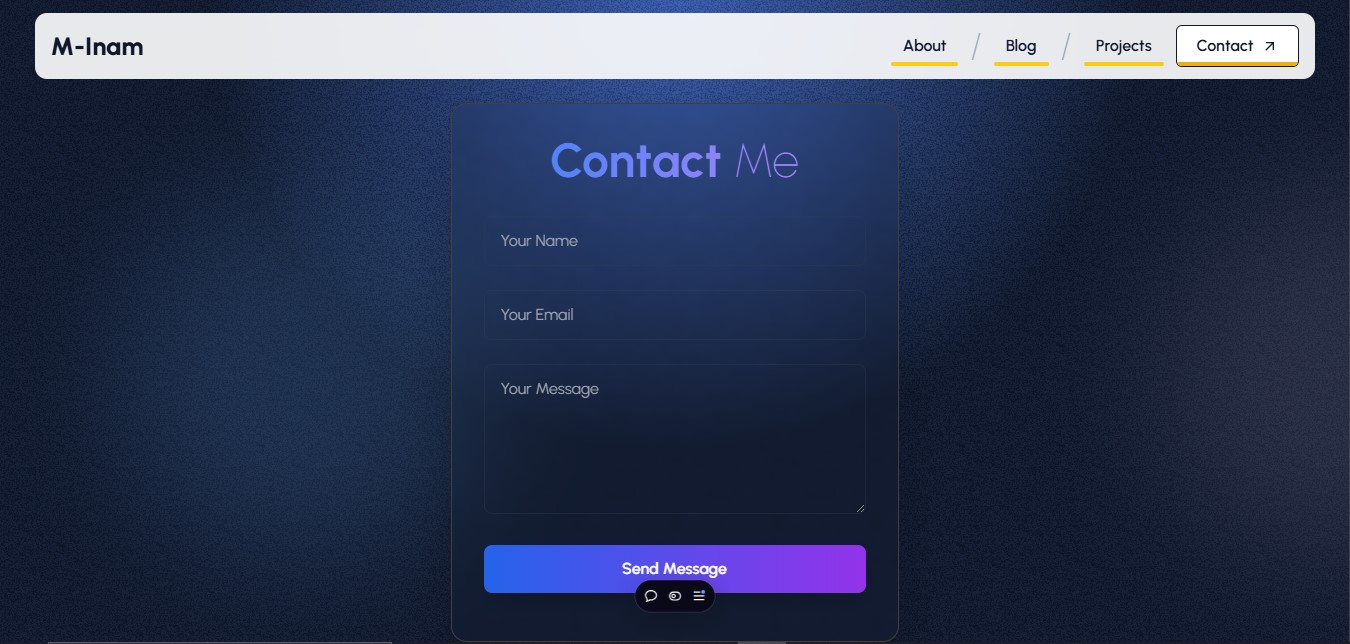 M-Inam
About / Blog / Projects Contact
Contact Me
Your Name
Your Email
Your Message
Send Message